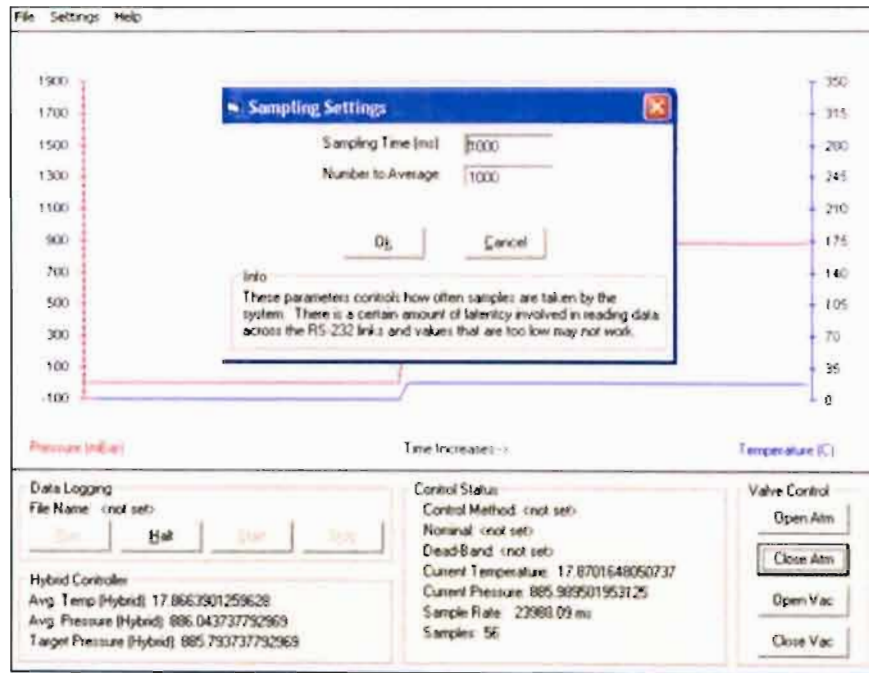 File Settings Help
1900
1700
1500
1300
1100
900
700
500
300
100
-100
350
315
280
245
210
175
140
105
70
35
0
Sampling Settings
Sampling Time (ms) 1000
Number to Average 1000
Ok Cancel
Info
These parameters controls how often samples are taken by the
system. There is a certain amount of latentcy involved in reading data
across the RS-232 links and values that are too low may not work.
Pressure (mBar) Time Increases--> Temperature (C)
Data Logging
File Name: <not set>
Halt Start Stop
Hybrid Controller
Avg. Temp (Hybrid): 17.8663901259628
Avg. Pressure (Hybrid): 886.043737792969
Target Pressure (Hybrid): 885.793737792969
Control Status
Control Method: <not set>
Nominal: <not set>
Dead-Band: <not set>
Current Temperature: 17.8701648050737
Current Pressure: 885.989501953125
Sample Rate: 23988.09 ms
Samples: 56
Valve Control
Open Atm
Close Atm
Open Vac
Close Vac